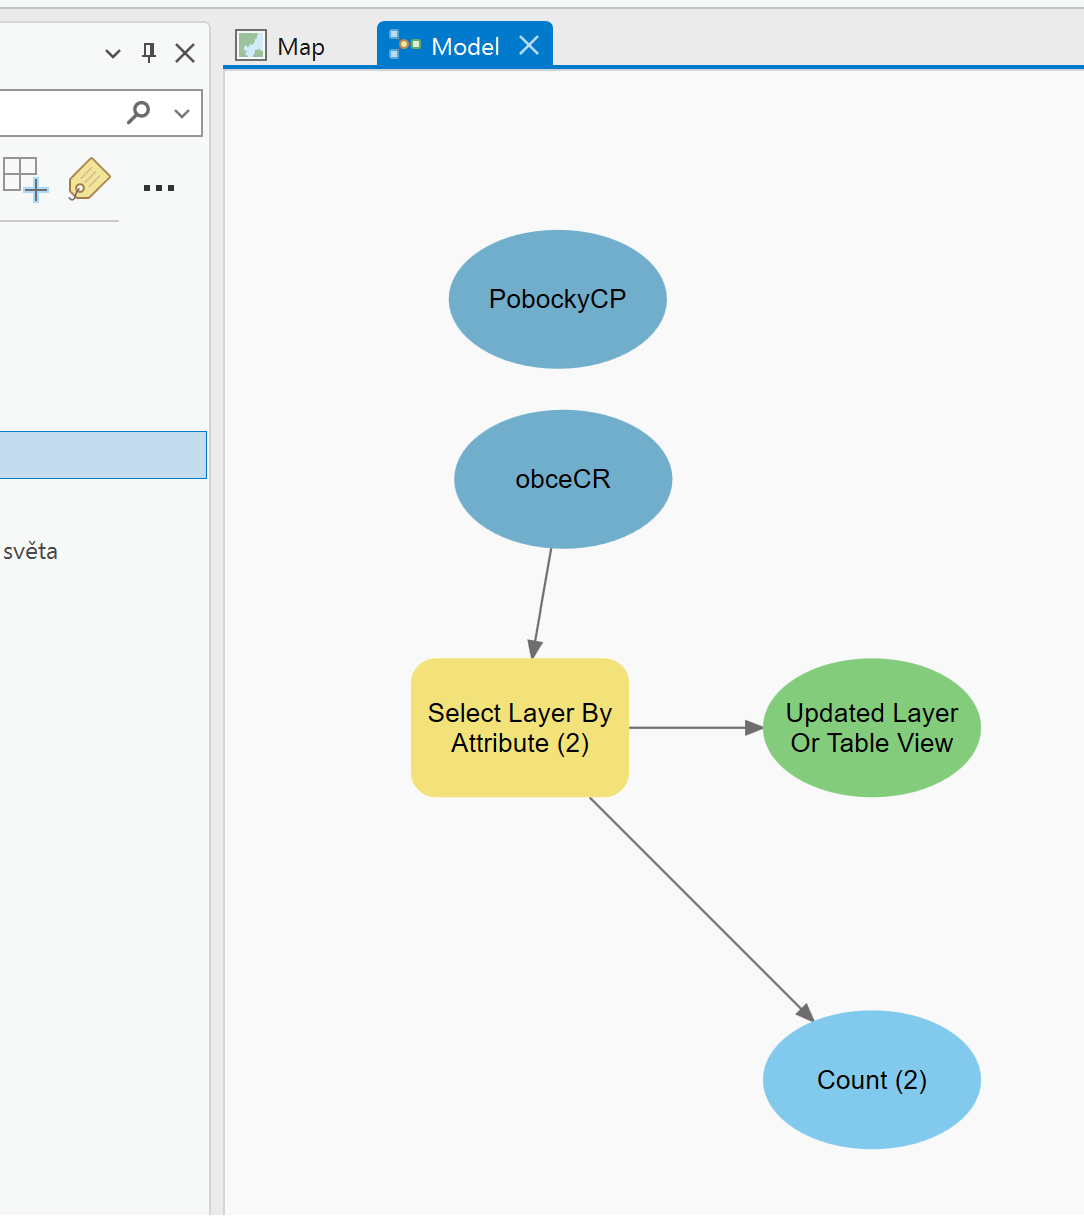 Map
Model
PobockyCP
obceCR
světa
Select Layer By
Attribute (2)
Updated Layer
Or Table View
Count (2)